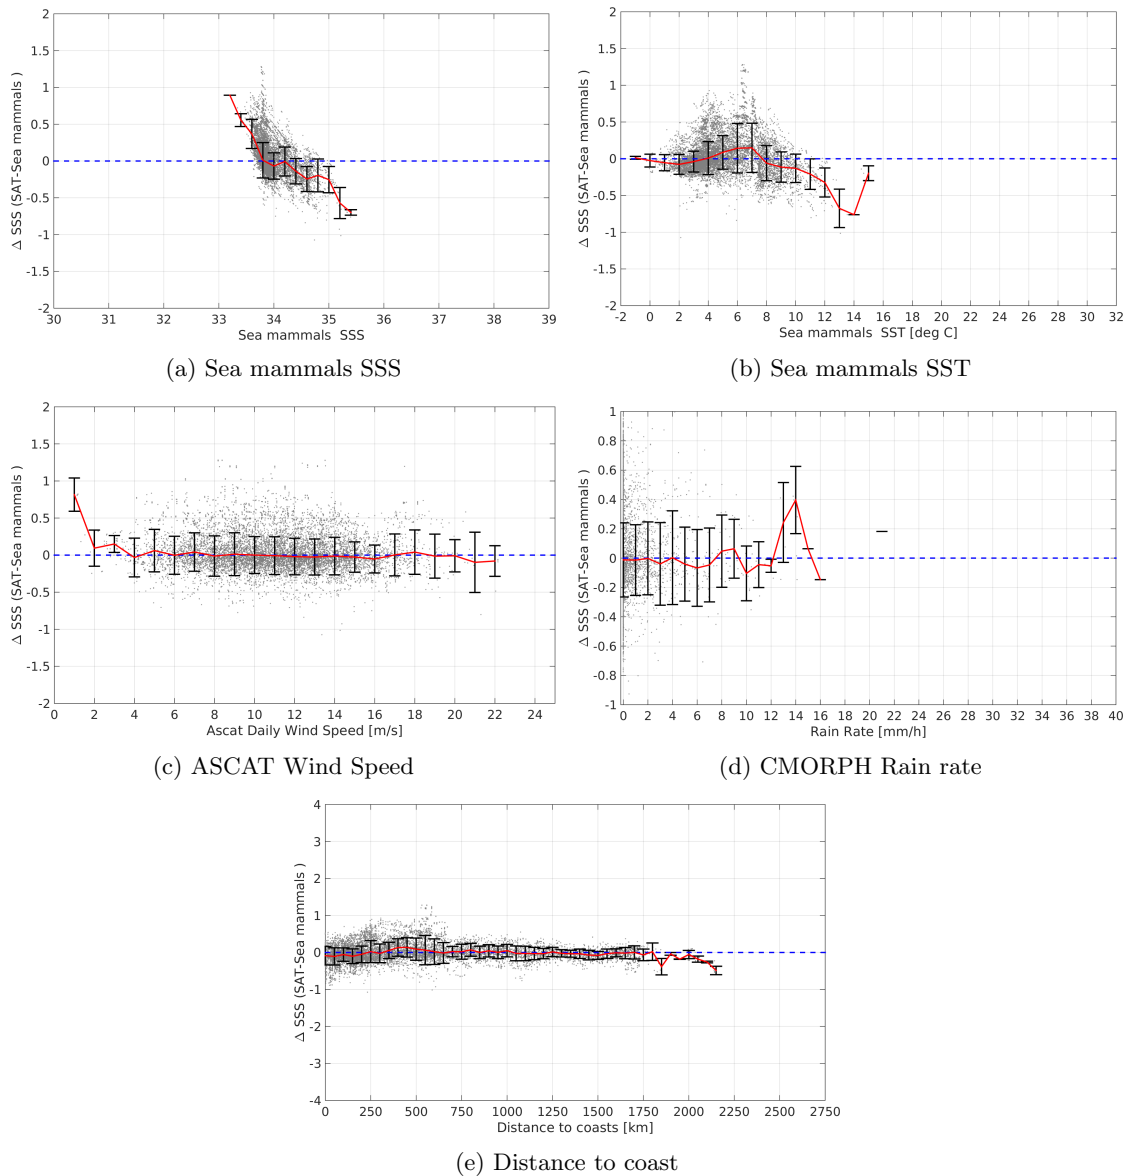 2
1.5
1
0.5
0
-0.5
-1
-1.5
-2
Δ SSS (SAT-Sea mammals )
30 31 32 33 34 35 36 37 38 39
Sea mammals SSS
(a) Sea mammals SSS
2
1.5
1
0.5
0
-0.5
-1
-1.5
-2
Δ SSS (SAT-Sea mammals )
-2 0 2 4 6 8 10 12 14 16 18 20 22 24 26 28 30 32
Sea mammals SST [deg C]
(b) Sea mammals SST
2
1.5
1
0.5
0
-0.5
-1
-1.5
-2
Δ SSS (SAT-Sea mammals )
0 2 4 6 8 10 12 14 16 18 20 22 24
Ascat Daily Wind Speed [m/s]
(c) ASCAT Wind Speed
1
0.8
0.6
0.4
0.2
0
-0.2
-0.4
-0.6
-0.8
-1
Δ SSS (SAT-Sea mammals )
0 2 4 6 8 10 12 14 16 18 20 22 24 26 28 30 32 34 36 38 40
Rain Rate [mm/h]
(d) CMORPH Rain rate
4
3
2
1
0
-1
-2
-3
-4
Δ SSS (SAT-Sea mammals )
0 250 500 750 1000 1250 1500 1750 2000 2250 2500 2750
Distance to coasts [km]
(e) Distance to coast